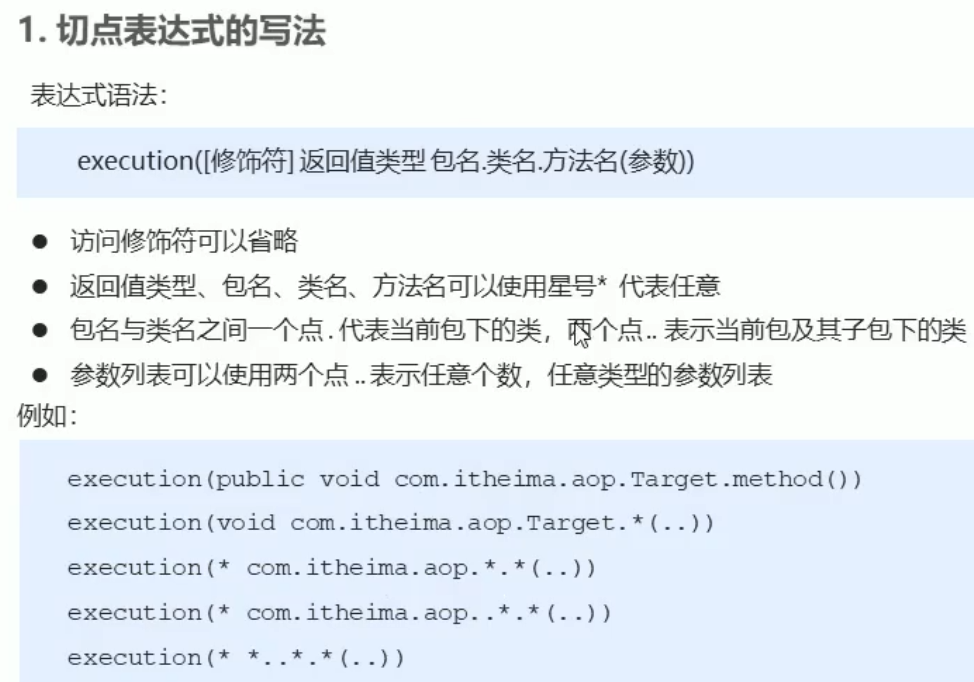 1. 切点表达式的写法
表达式语法：
execution([修饰符] 返回值类型 包名.类名.方法名(参数))
● 访问修饰符可以省略
● 返回值类型、包名、类名、方法名可以使用星号* 代表任意
● 包名与类名之间一个点 . 代表当前包下的类，两个点 .. 表示当前包及其子包下的类
● 参数列表可以使用两个点 .. 表示任意个数，任意类型的参数列表
例如：
execution(public void com.itheima.aop.Target.method())
execution(void com.itheima.aop.Target.*(..))
execution(* com.itheima.aop.*.*(..))
execution(* com.itheima.aop..*.*(..))
execution(* *..*.*(..))